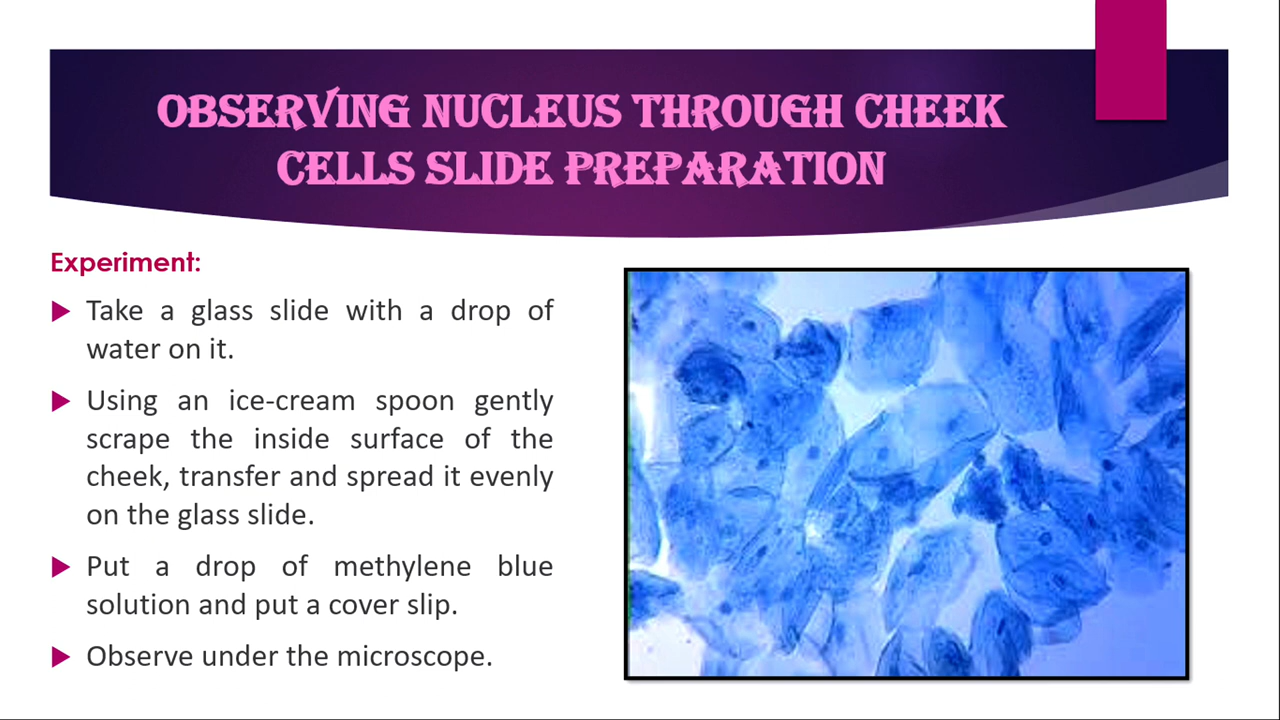 OBSERVING NUCLEUS THROUGH CHEEK
CELLS SLIDE PREPARATION
Experiment:
Take a glass slide with a drop of
water on it.
Using an ice-cream spoon gently
scrape the inside surface of the
cheek, transfer and spread it evenly
on the glass slide.
Put a drop of methylene blue
solution and put a cover slip.
Observe under the microscope.